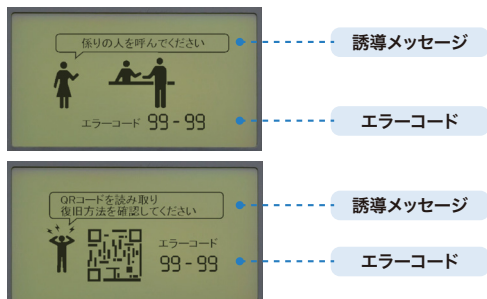 係りの人を呼んでください
誘導メッセージ
エラーコード 99-99
エラーコード
QRコードを読み取り
復旧方法を確認してください
誘導メッセージ
エラーコード
99-99
エラーコード